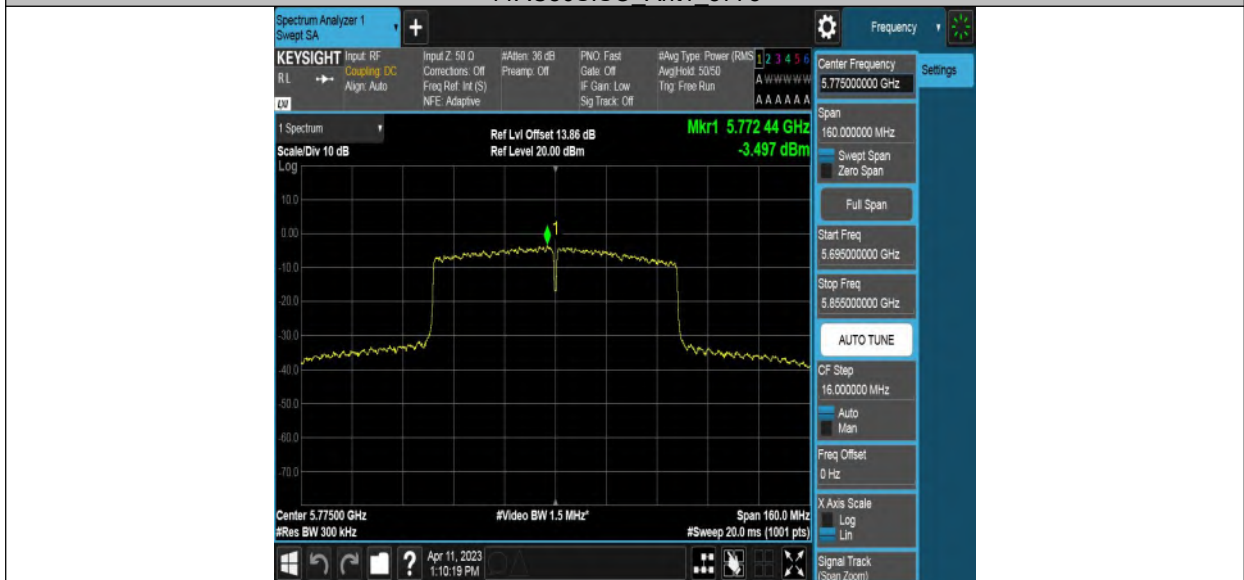 Spectrum Analyzer 1
Swept SA
Frequency
KEYSIGHT
RL
LXI
Input: RF
Coupling: DC
Align: Auto
Input Z: 50 Ω
Corrections: Off
Freq Ref: Int (S)
NFE: Adaptive
#Atten: 36 dB
Preamp: Off
PNO: Fast
Gate: Off
IF Gain: Low
Sig Track: Off
#Avg Type: Power (RMS
Avg|Hold: 50/50
Trig: Free Run
1 2 3 4 5 6
A W W W W W
A A A A A A
Center Frequency
5.775000000 GHz
Settings
1 Spectrum
Scale/Div 10 dB
Log
Ref Lvl Offset 13.86 dB
Ref Level 20.00 dBm
Mkr1 5.772 44 GHz
-3.497 dBm
Span
160.000000 MHz
Swept Span
Zero Span
Full Span
Start Freq
5.695000000 GHz
Stop Freq
5.855000000 GHz
AUTO TUNE
CF Step
16.000000 MHz
Auto
Man
Freq Offset
0 Hz
X Axis Scale
Log
Lin
Signal Track
(Span Zoom)
10.0
0.00
-10.0
-20.0
-30.0
-40.0
-50.0
-60.0
-70.0
1
Center 5.77500 GHz
#Res BW 300 kHz
#Video BW 1.5 MHz*
Span 160.0 MHz
#Sweep 20.0 ms (1001 pts)
?
Apr 11, 2023
1:10:19 PM